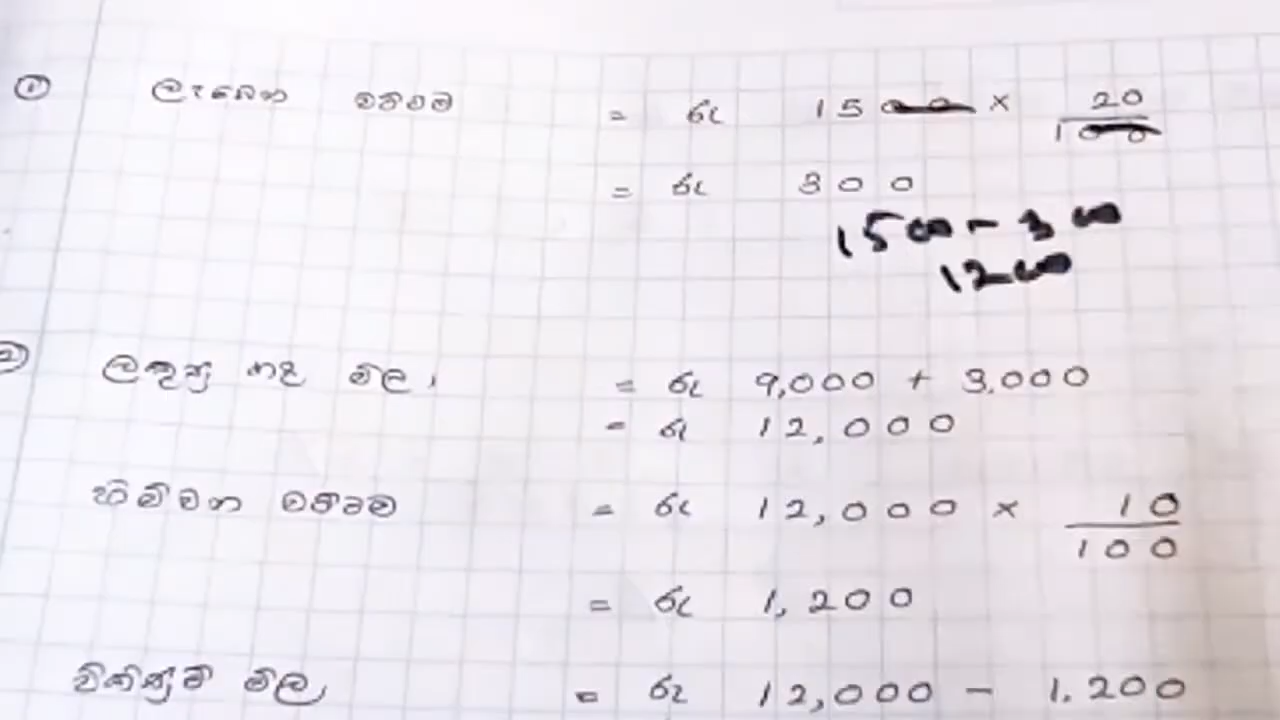 ① ලැබෙන වට්ටම = රු 1500 × 20/100
= රු 300
1500 - 300
1200
② ලකුණු කළ මිල = රු 9,000 + 3,000
= රු 12,000
හිමිවන වට්ටම = රු 12,000 × 10/100
= රු 1,200
විකිණුම් මිල = රු 12,000 - 1,200